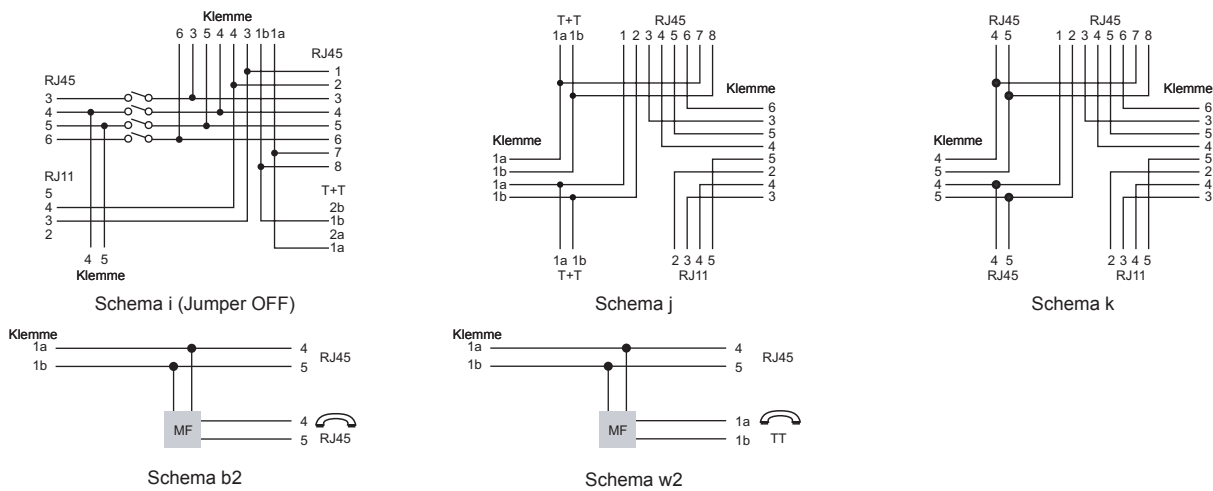 Klemme
6 3 5 4 4 3 1b 1a
RJ45
1
2
RJ45
3 3
4 4
5 5
6 6
7
8
RJ11
5
4
3
2
T+T
2b
1b
2a
1a
4 5
Klemme
Schema i (Jumper OFF)
T+T
1a 1b
RJ45
1 2 3 4 5 6 7 8
Klemme
6
3
5
4
5
2
4
3
Klemme
1a
1b
1a
1b
1a 1b
T+T
2 3 4 5
RJ11
Schema j
RJ45
4 5
RJ45
1 2 3 4 5 6 7 8
Klemme
6
3
5
4
5
2
4
3
Klemme
4
5
4
5
4 5
RJ45
2 3 4 5
RJ11
Schema k
Klemme
1a
1b
4
5
RJ45
MF
4
5
RJ45
Schema b2
Klemme
1a
1b
4
5
RJ45
MF
1a
1b
TT
Schema w2